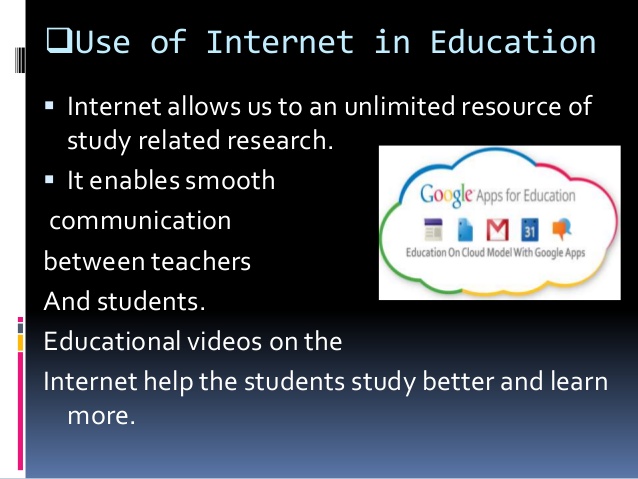 ❑Use of Internet in Education
▪ Internet allows us to an unlimited resource of
study related research.
▪ It enables smooth
communication
between teachers
And students.
Educational videos on the
Internet help the students study better and learn
more.
Google Apps for Education
31
Education On Cloud Model With Google Apps